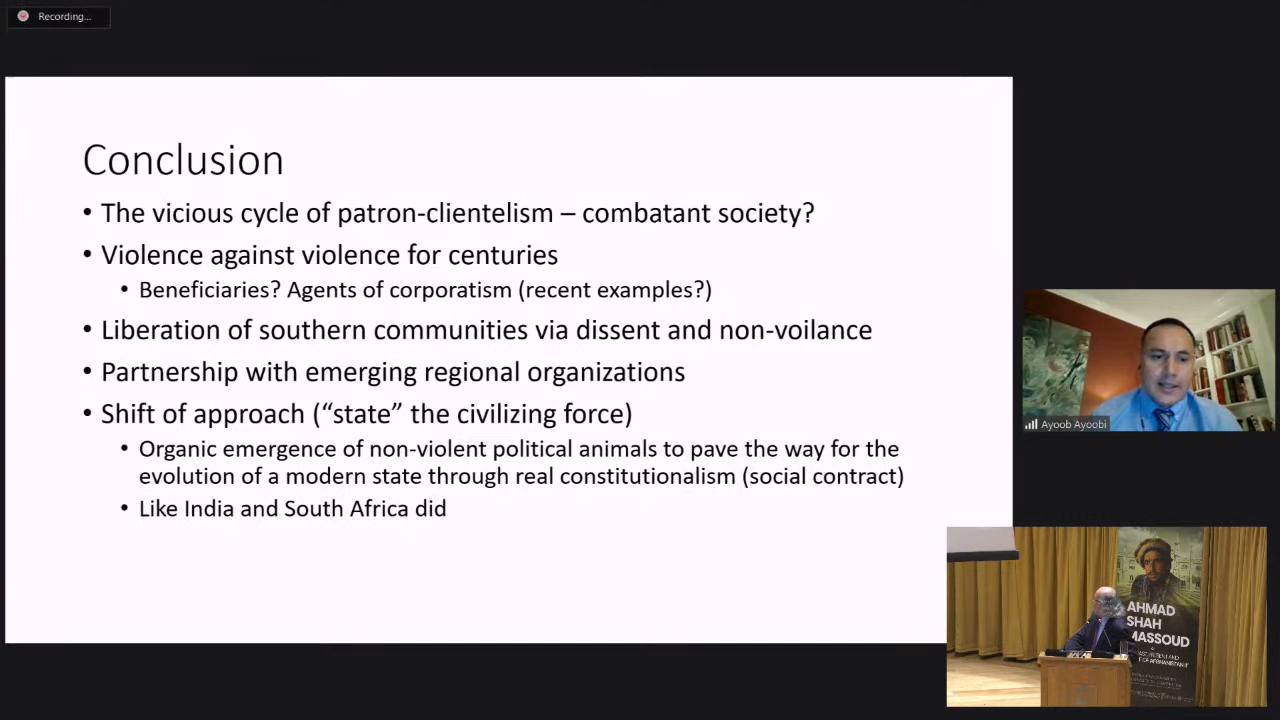 Recording...
Conclusion
• The vicious cycle of patron-clientelism – combatant society?
• Violence against violence for centuries
• Beneficiaries? Agents of corporatism (recent examples?)
• Liberation of southern communities via dissent and non-voilance
• Partnership with emerging regional organizations
• Shift of approach (“state” the civilizing force)
• Organic emergence of non-violent political animals to pave the way for the
evolution of a modern state through real constitutionalism (social contract)
• Like India and South Africa did
Ayoob Ayoobi
AHMAD
SHAH
MASSOUD